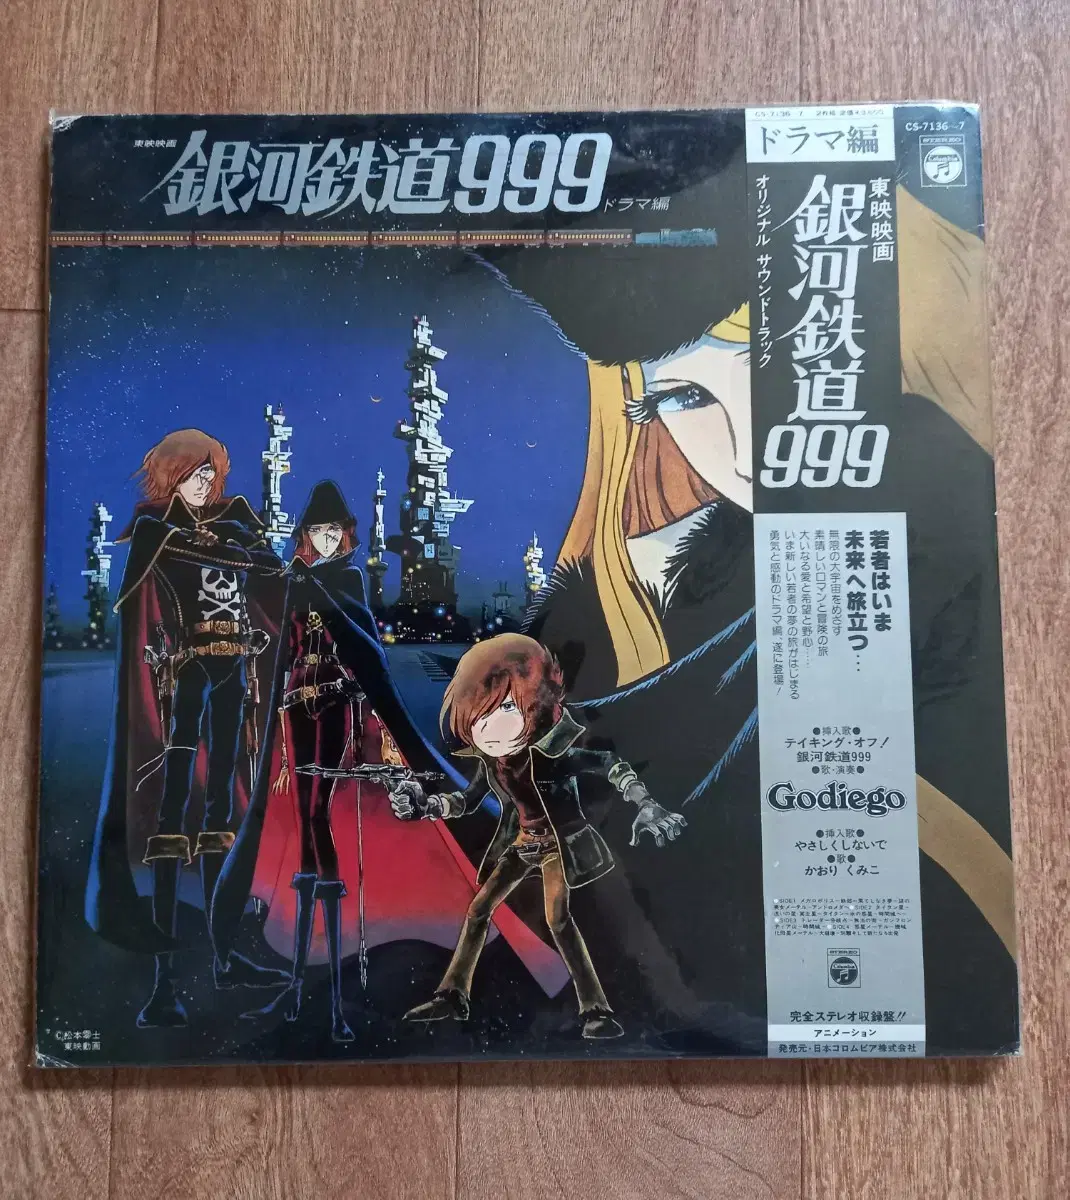 東映映画
銀河鉄道999
ドラマ編
©松本零士
東映動画
ドラマ編
東映映画
銀河鉄道999
オリジナル サウンドトラック
若者はいま
未来へ旅立つ…
無限の大宇宙をめざす
素晴しいロマンと冒険の旅
大いなる愛と希望と野心……
いま新しい若者の夢の旅がはじまる
勇気と感動のドラマ編、遂に登場!
●挿入歌●
テイキング・オフ!
銀河鉄道999
●歌・演奏●
Godiego
●挿入歌●
やさしくしないで
●歌●
かおり くみこ
STEREO
Columbia
完全ステレオ収録盤!!
アニメーション
発売元・日本コロムビア株式会社
CS-7136~7
STEREO
Columbia